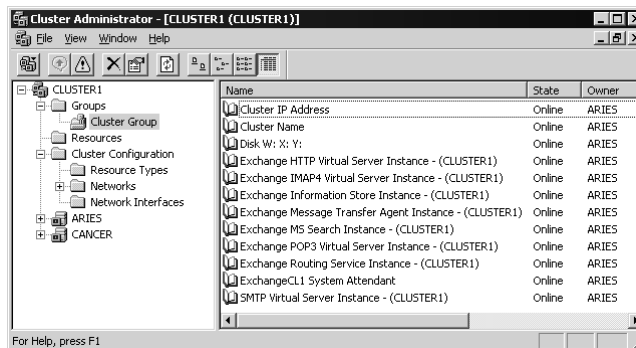 Cluster Administrator - [CLUSTER1 (CLUSTER1)]
File View Window Help
CLUSTER1
Groups
Cluster Group
Resources
Cluster Configuration
Resource Types
Networks
Network Interfaces
ARIES
CANCER
Name State Owner
Cluster IP Address Online ARIES
Cluster Name Online ARIES
Disk W: X: Y: Online ARIES
Exchange HTTP Virtual Server Instance - (CLUSTER1) Online ARIES
Exchange IMAP4 Virtual Server Instance - (CLUSTER1) Online ARIES
Exchange Information Store Instance - (CLUSTER1) Online ARIES
Exchange Message Transfer Agent Instance - (CLUSTER1) Online ARIES
Exchange MS Search Instance - (CLUSTER1) Online ARIES
Exchange POP3 Virtual Server Instance - (CLUSTER1) Online ARIES
Exchange Routing Service Instance - (CLUSTER1) Online ARIES
ExchangeCL1 System Attendant Online ARIES
SMTP Virtual Server Instance - (CLUSTER1) Online ARIES
For Help, press F1